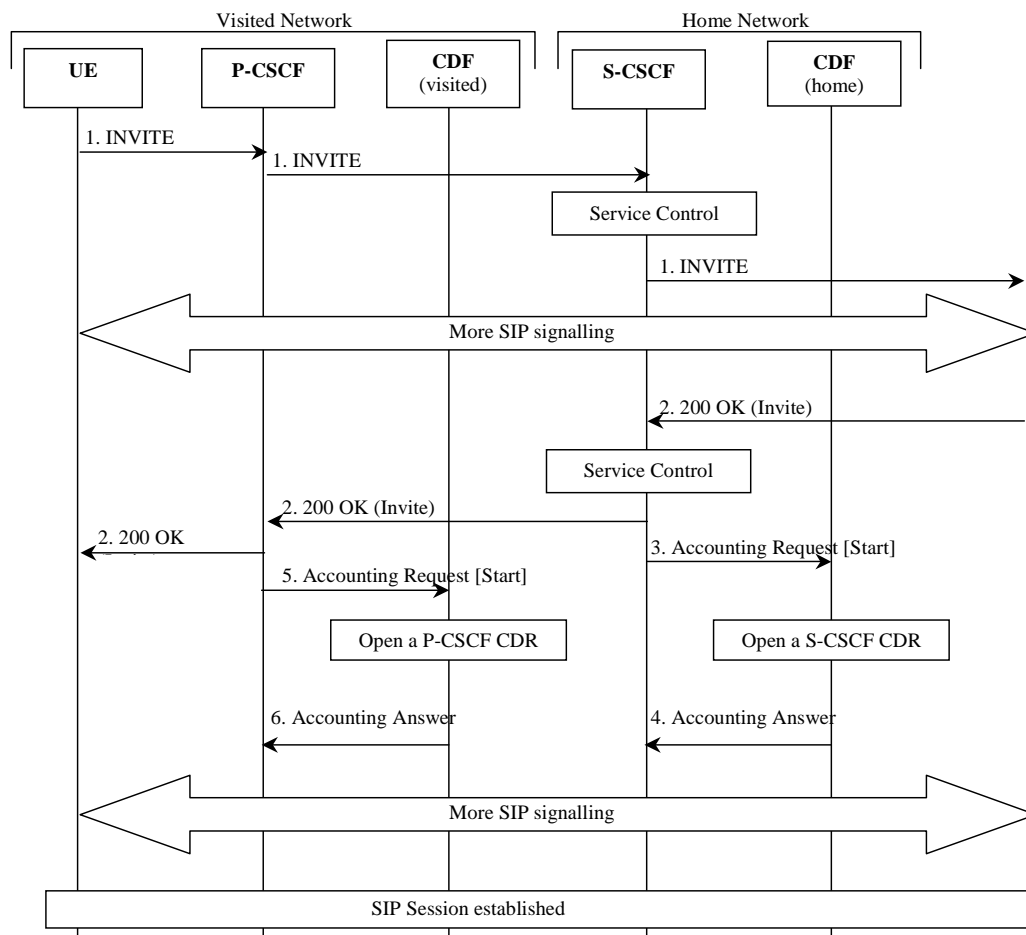 Visited Network
Home Network
UE
P-CSCF
CDF
(visited)
S-CSCF
CDF
(home)
1. INVITE
1. INVITE
Service Control
1. INVITE
More SIP signalling
2. 200 OK (Invite)
Service Control
2. 200 OK (Invite)
2. 200 OK
3. Accounting Request [Start]
5. Accounting Request [Start]
Open a P-CSCF CDR
Open a S-CSCF CDR
6. Accounting Answer
4. Accounting Answer
More SIP signalling
SIP Session established